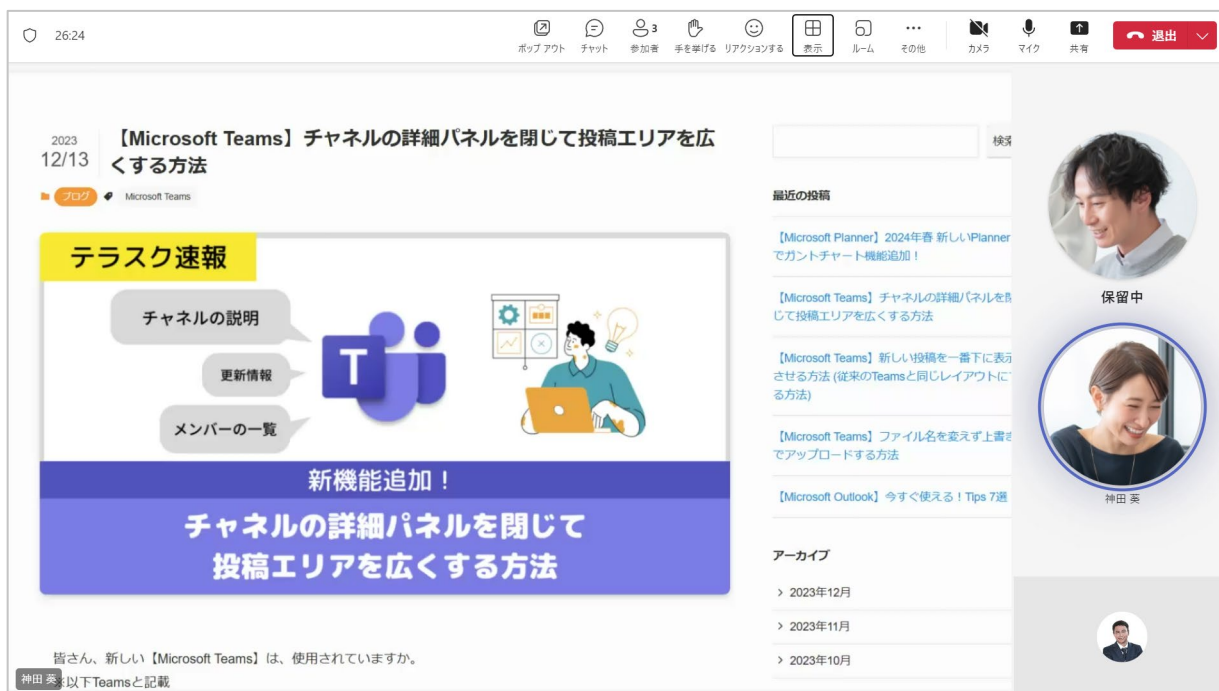 26:24
ポップ アウト
チャット
3
参加者
手を挙げる
リアクションする
表示
ルーム
その他
カメラ
マイク
共有
退出
2023
12/13
【Microsoft Teams】チャネルの詳細パネルを閉じて投稿エリアを広
くする方法
ブログ
Microsoft Teams
テラスク速報
チャネルの説明
更新情報
メンバーの一覧
T
新機能追加！
チャネルの詳細パネルを閉じて
投稿エリアを広くする方法
皆さん、新しい【Microsoft Teams】は、使用されていますか。
※以下Teamsと記載
神田 英
検索
最近の投稿
【Microsoft Planner】2024年春 新しいPlanner
でガントチャート機能追加！
【Microsoft Teams】チャネルの詳細パネルを閉
じて投稿エリアを広くする方法
【Microsoft Teams】新しい投稿を一番下に表示
させる方法 (従来のTeamsと同じレイアウトに
る方法)
【Microsoft Teams】ファイル名を変えず上書き
でアップロードする方法
【Microsoft Outlook】今すぐ使える！Tips 7選
アーカイブ
2023年12月
2023年11月
2023年10月
保留中
神田 英